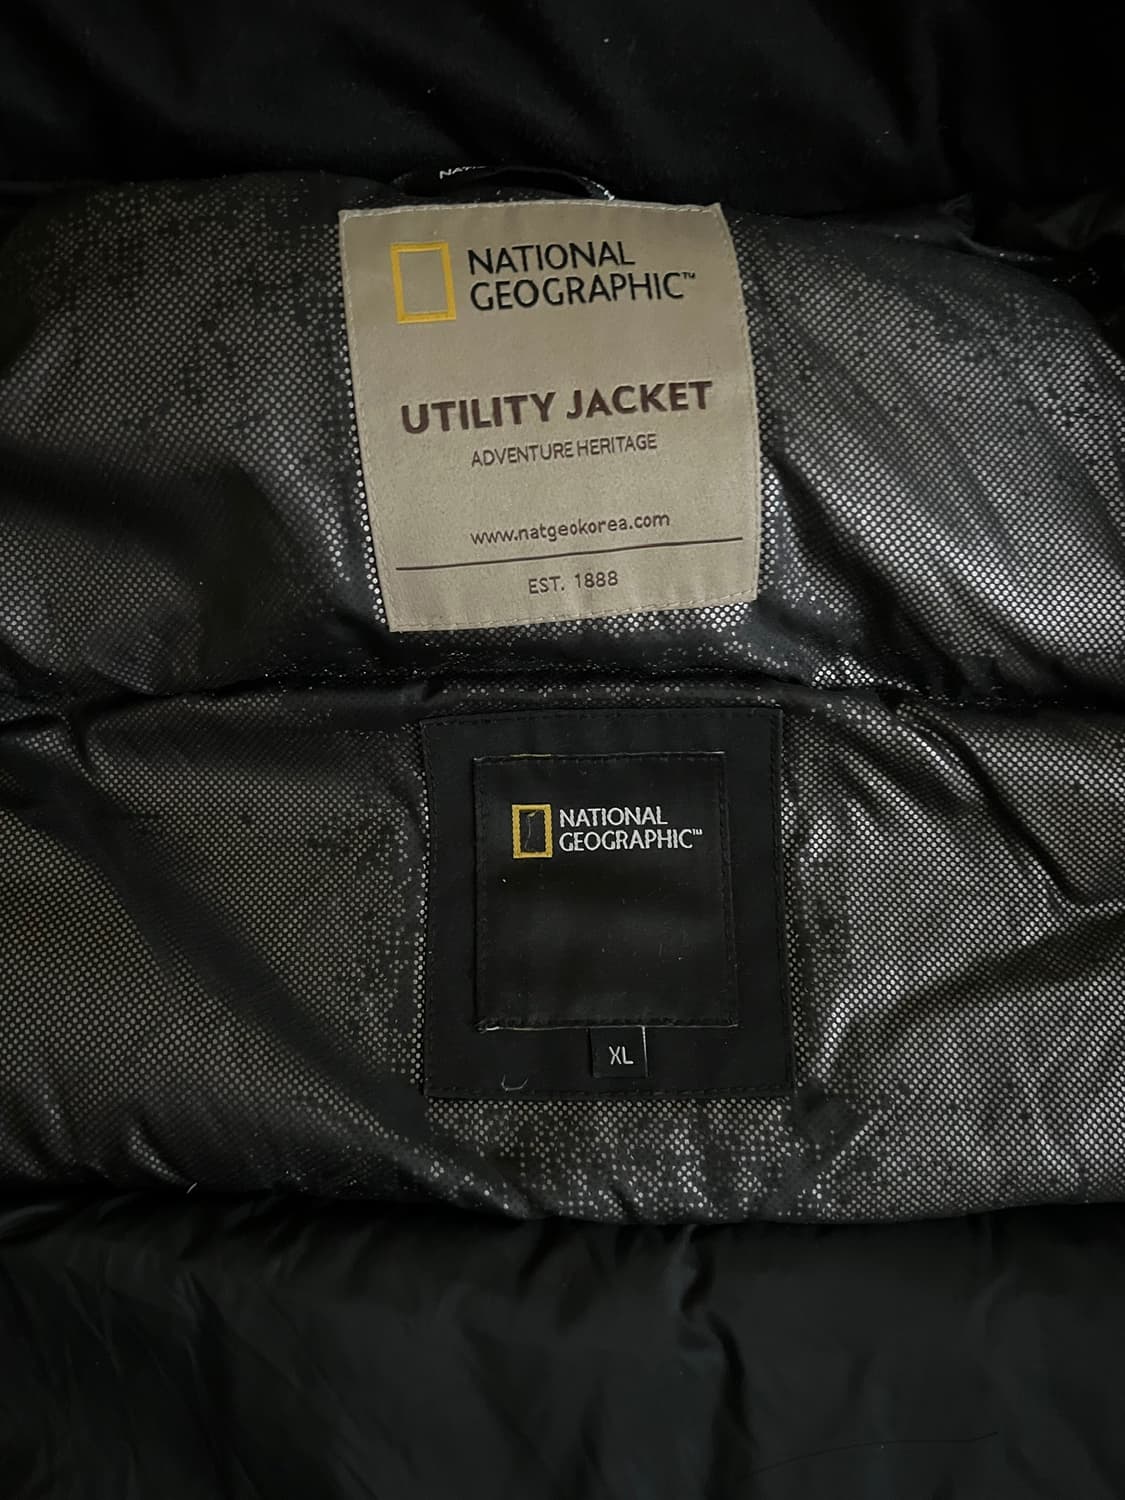 NATIONAL
GEOGRAPHIC™
UTILITY JACKET
ADVENTURE HERITAGE
www.natgeokorea.com
EST. 1888
NATIONAL
GEOGRAPHIC™
XL